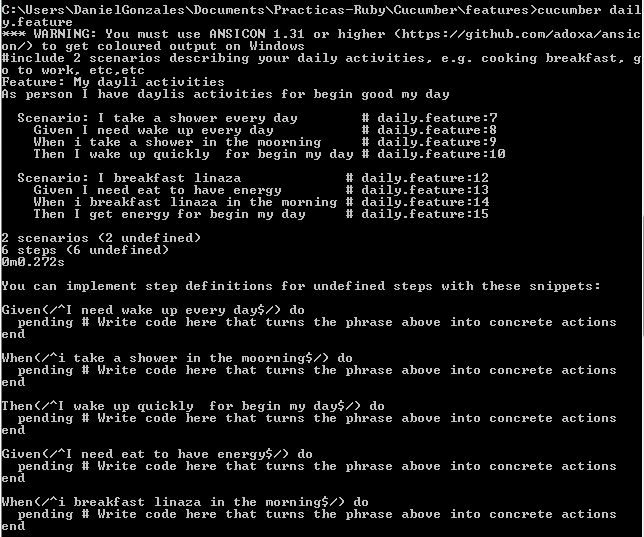 C:\Users\DanielGonzales\Documents\Practicas-Ruby\Cucumber\features>cucumber dail
y.feature
*** WARNING: You must use ANSICON 1.31 or higher (https://github.com/adoxa/ansic
on/) to get coloured output on Windows
#include 2 scenarios describing your daily activities, e.g. cooking breakfast, g
o to work, etc,etc
Feature: My dayli activities
As person I have daylis activities for begin good my day
Scenario: I take a shower every day # daily.feature:7
Given I need wake up every day # daily.feature:8
When i take a shower in the moorning # daily.feature:9
Then I wake up quickly  for begin my day # daily.feature:10
Scenario: I breakfast linaza # daily.feature:12
Given I need eat to have energy # daily.feature:13
When i breakfast linaza in the morning # daily.feature:14
Then I get energy for begin my day # daily.feature:15
2 scenarios (2 undefined)
6 steps (6 undefined)
0m0.272s
You can implement step definitions for undefined steps with these snippets:
Given(/^I need wake up every day$/) do
pending # Write code here that turns the phrase above into concrete actions
end
When(/^i take a shower in the moorning$/) do
pending # Write code here that turns the phrase above into concrete actions
end
Then(/^I wake up quickly  for begin my day$/) do
pending # Write code here that turns the phrase above into concrete actions
end
Given(/^I need eat to have energy$/) do
pending # Write code here that turns the phrase above into concrete actions
end
When(/^i breakfast linaza in the morning$/) do
pending # Write code here that turns the phrase above into concrete actions
end